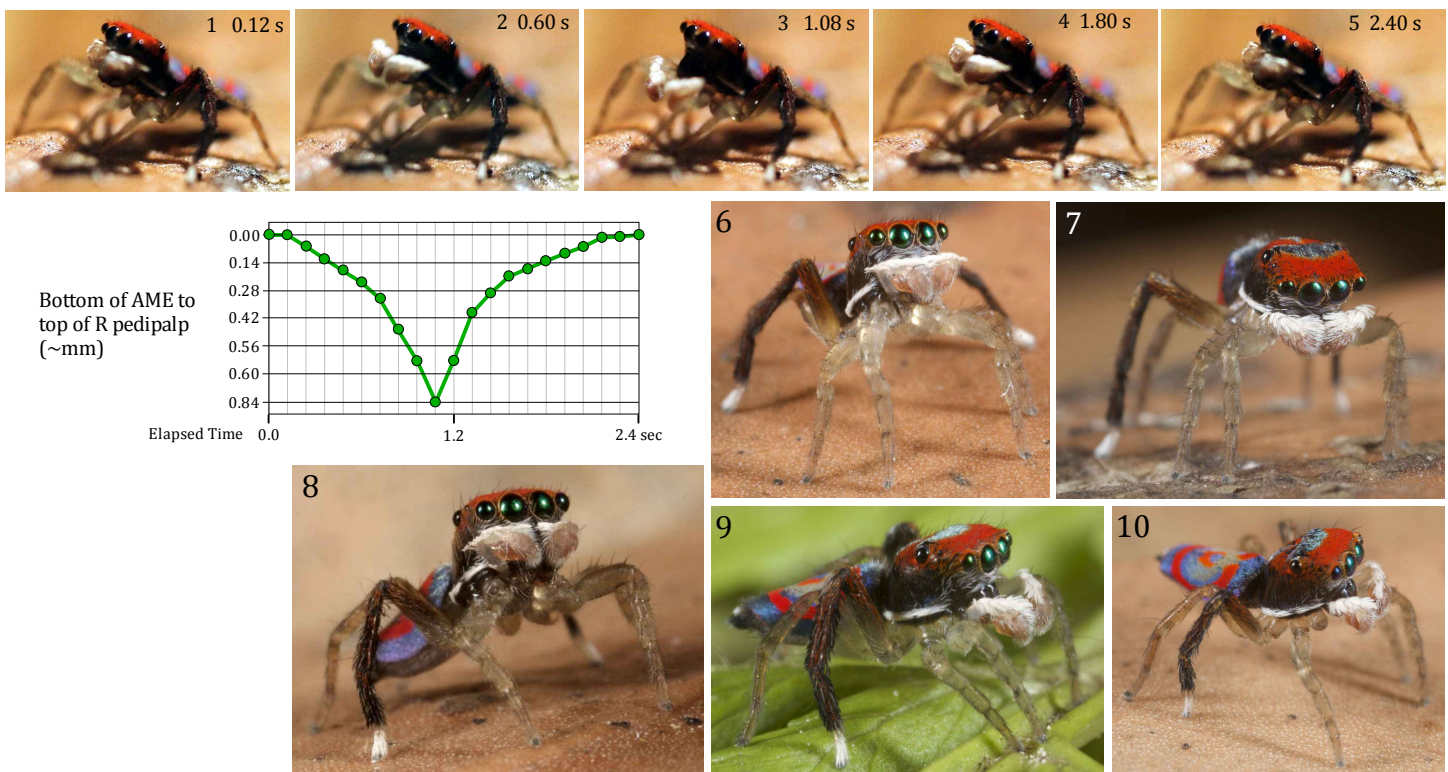 1 0.12 s
2 0.60 s
3 1.08 s
4 1.80 s
5 2.40 s
Bottom of AME to
top of R pedipalp
(~mm)
0.00
0.14
0.28
0.42
0.56
0.60
0.84
Elapsed Time 0.0 1.2 2.4 sec
6
7
8
9
10